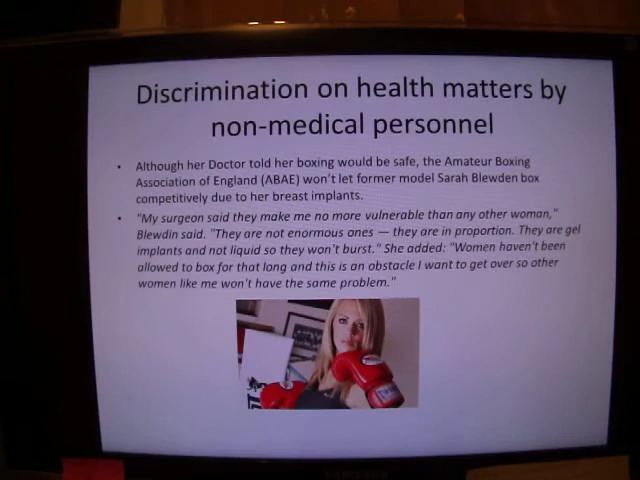 Discrimination on health matters by
non-medical personnel
• Although her Doctor told her boxing would be safe, the Amateur Boxing
Association of England (ABAE) won't let former model Sarah Blewden box
competitively due to her breast implants.
• "My surgeon said they make me no more vulnerable than any other woman,"
Blewdin said. "They are not enormous ones — they are in proportion. They are gel
implants and not liquid so they won't burst." She added: "Women haven't been
allowed to box for that long and this is an obstacle I want to get over so other
women like me won't have the same problem."